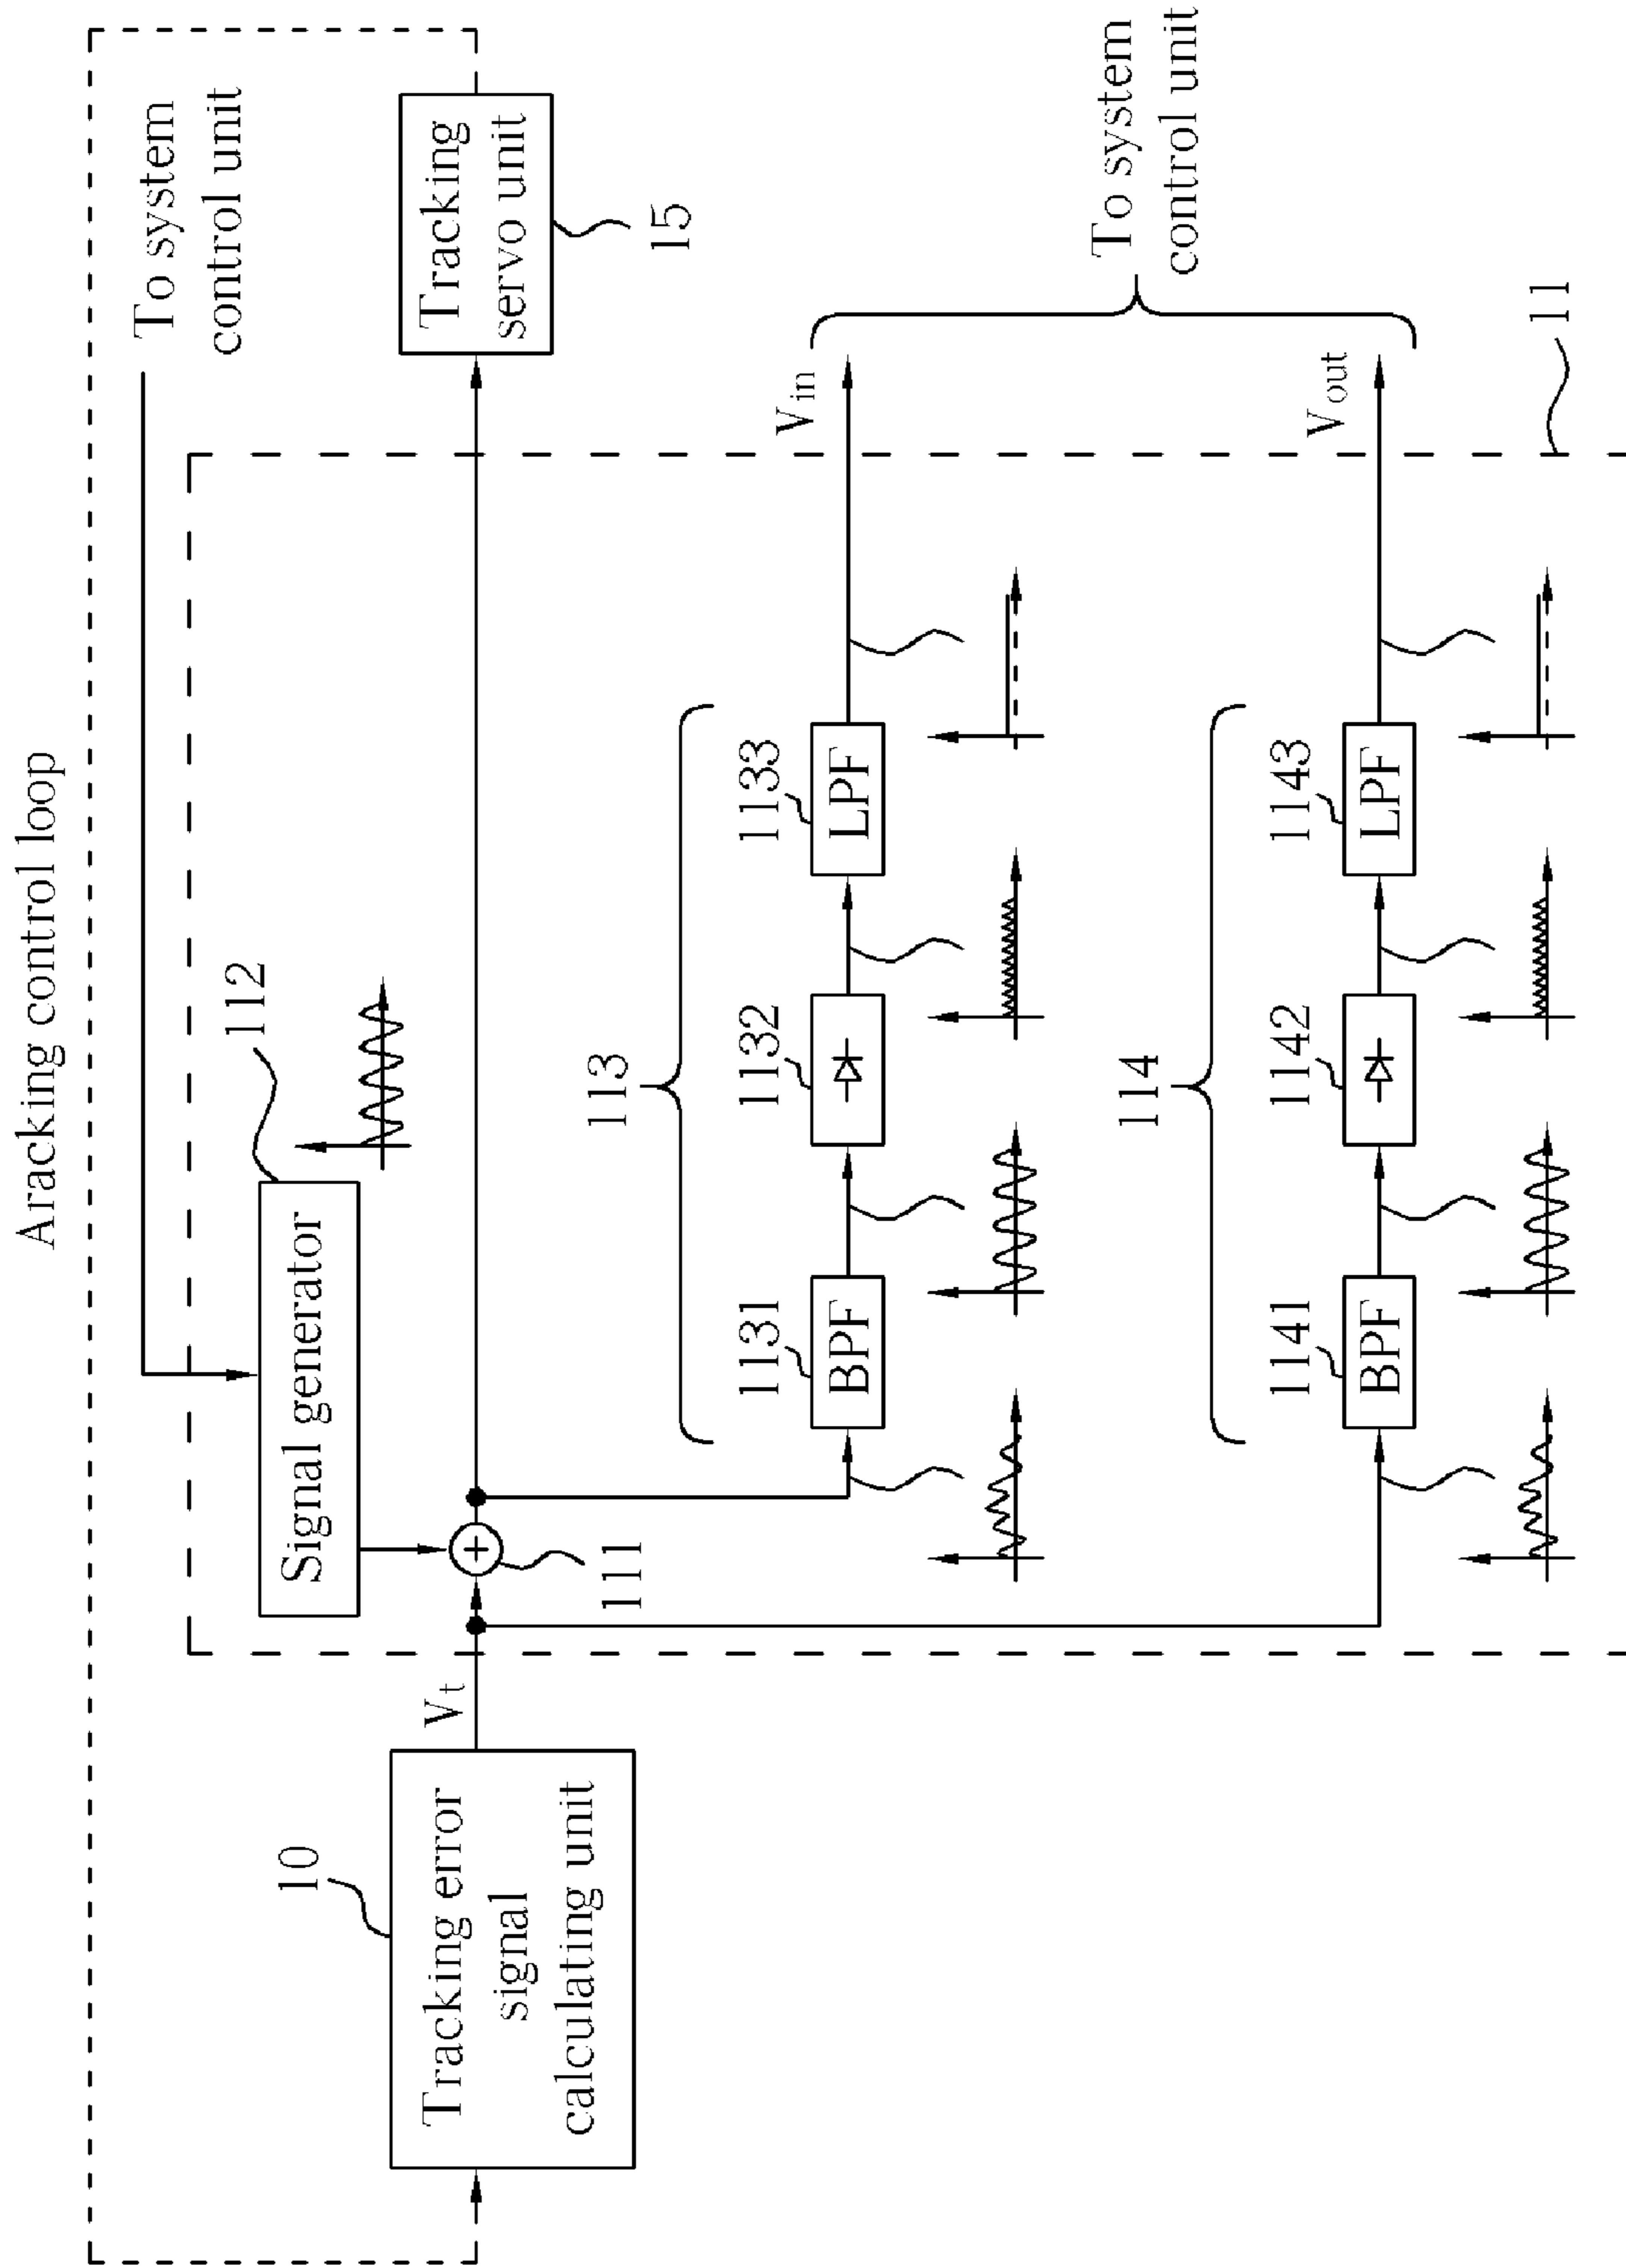 Aracking control loop
To system
control unit
112
Signal generator
10
Tracking error
signal
calculating unit
Vt
111
Tracking
servo unit
15
113
1131
BPF
1132
1133
LPF
Vin
To system
control unit
114
1141
BPF
1142
1143
LPF
Vout
11